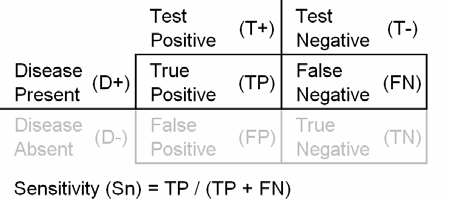 Test Positive (T+) Test Negative (T-)
Disease Present (D+) True Positive (TP) False Negative (FN)
Disease Absent (D-) False Positive (FP) True Negative (TN)
Sensitivity (Sn) = TP / (TP + FN)